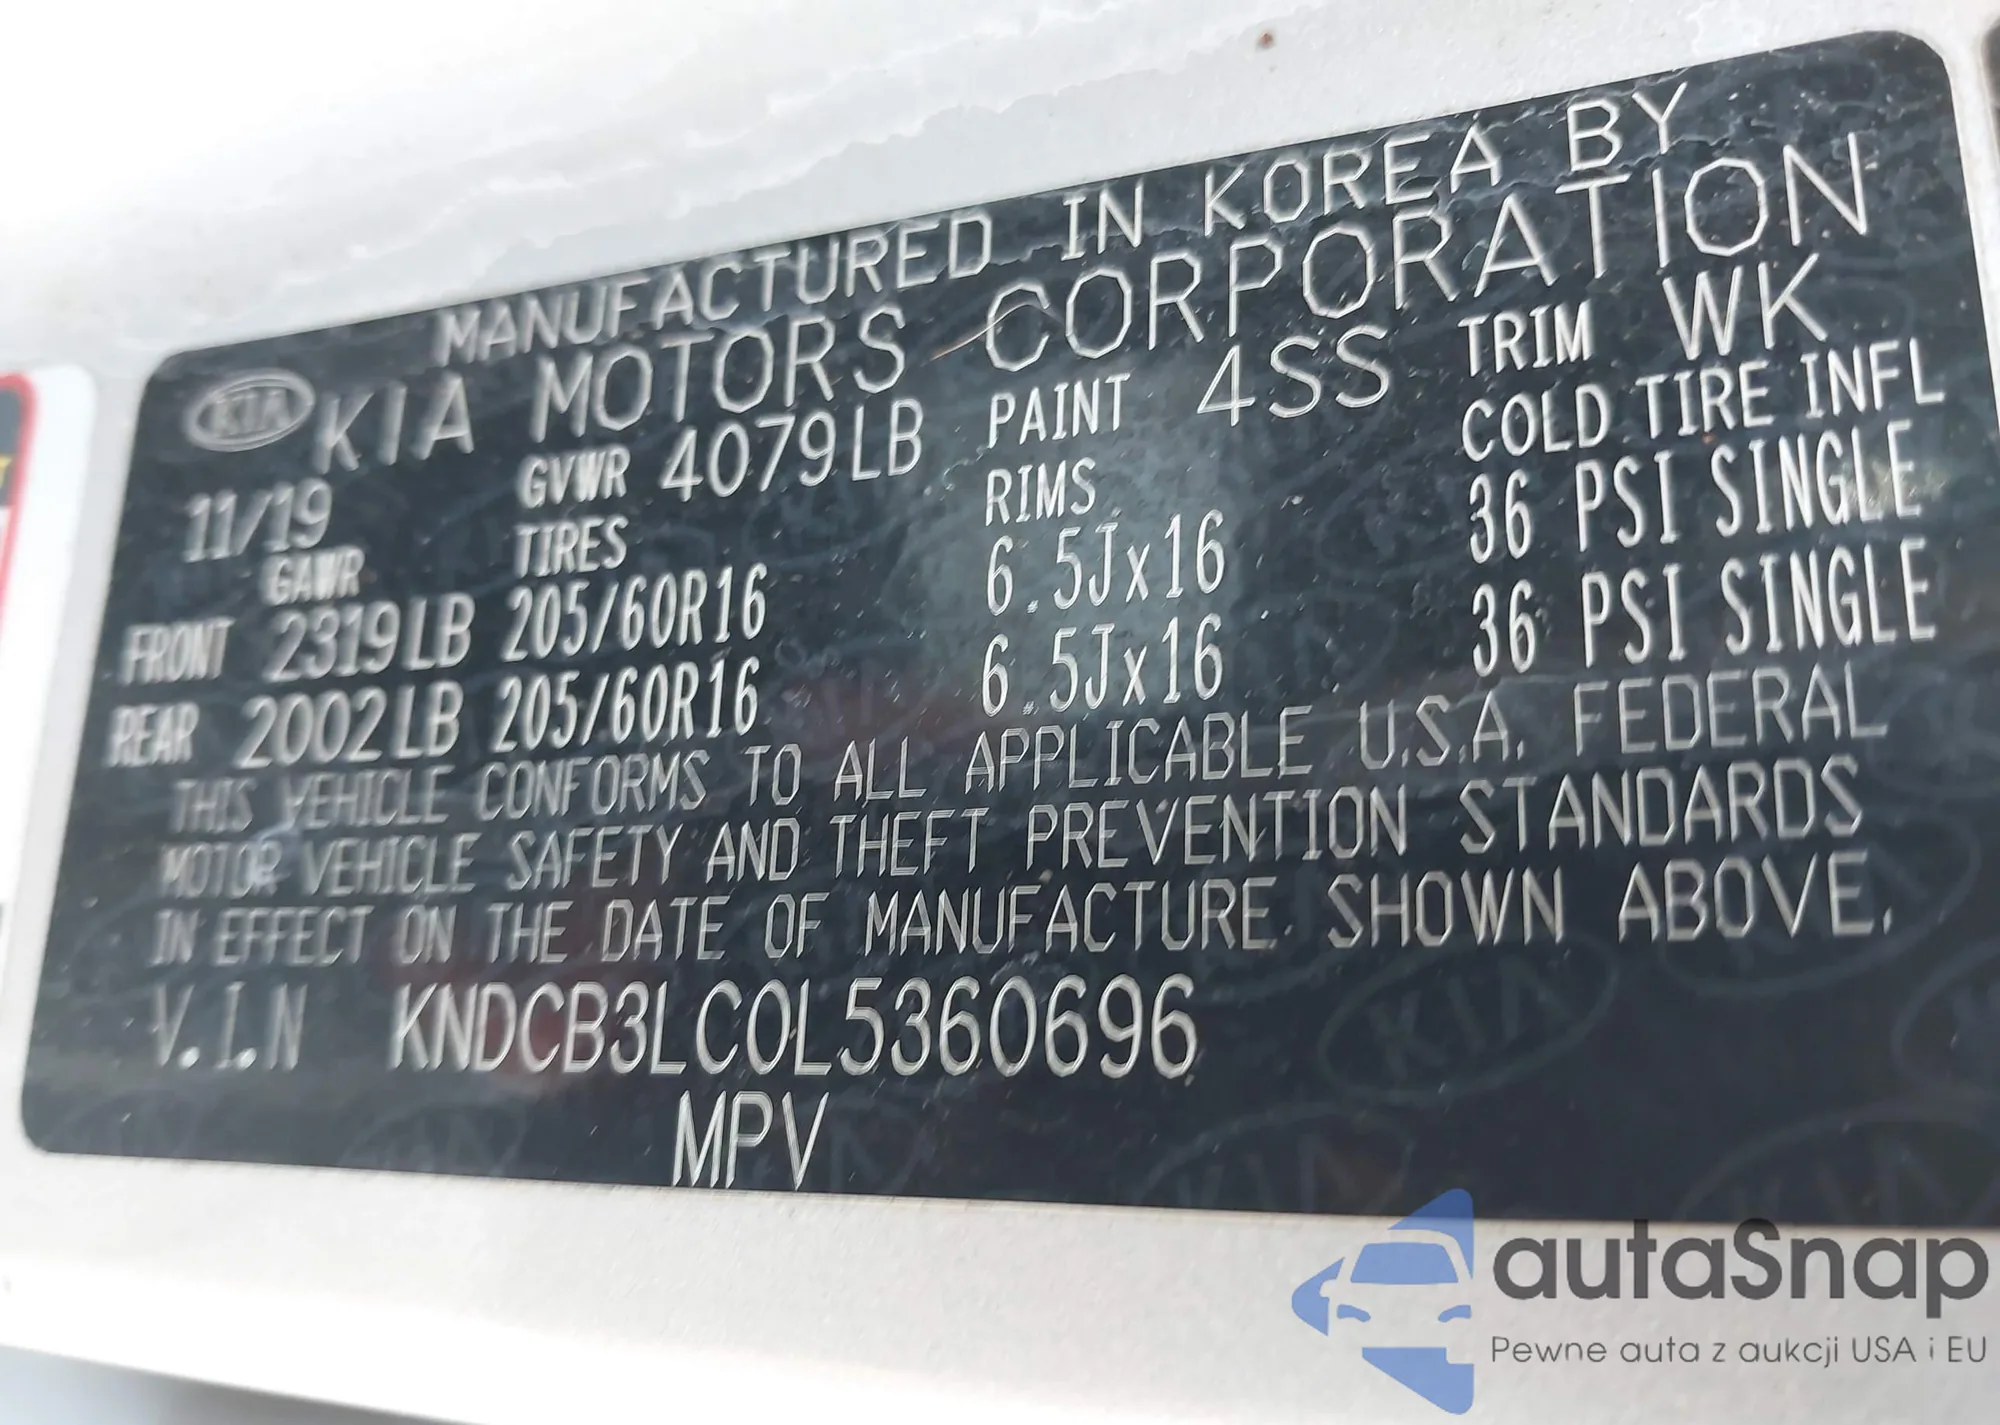 MANUFACTURED IN KOREA BY
KIA KIA MOTORS CORPORATION
11/19 GVWR 4079LB PAINT 4SS TRIM WK
GAWR TIRES RIMS COLD TIRE INFL
FRONT 2319LB 205/60R16 6.5Jx16 36 PSI SINGLE
REAR 2002LB 205/60R16 6.5Jx16 36 PSI SINGLE
THIS VEHICLE CONFORMS TO ALL APPLICABLE U.S.A. FEDERAL
MOTOR VEHICLE SAFETY AND THEFT PREVENTION STANDARDS
IN EFFECT ON THE DATE OF MANUFACTURE SHOWN ABOVE.
V.I.N KNDCB3LC0L5360696
MPV
autaSnap
Pewne auta z aukcji USA i EU